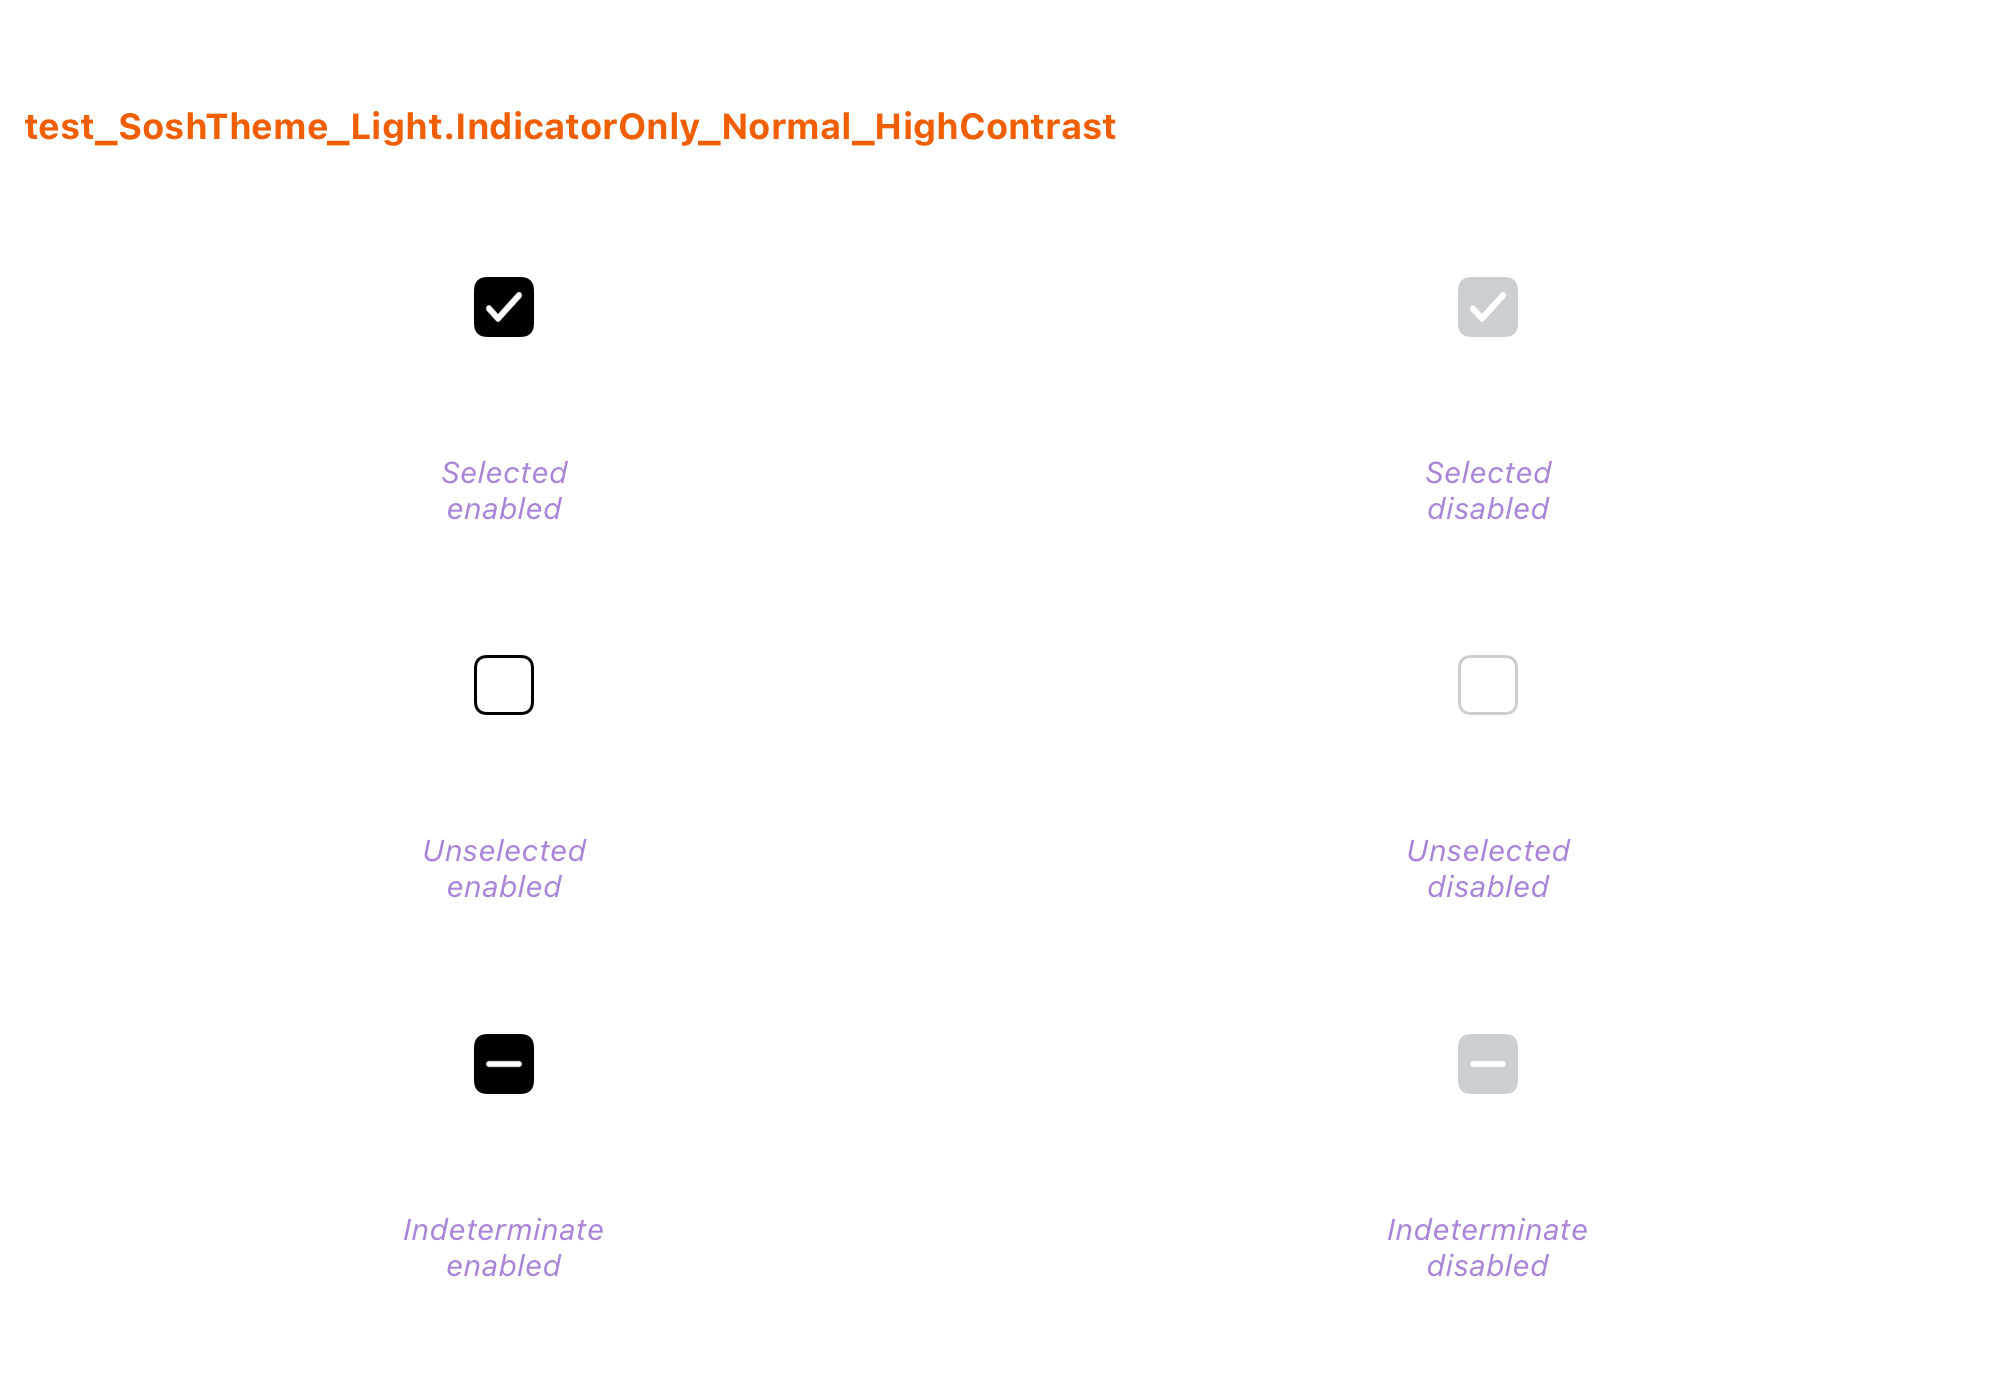 test_SoshTheme_Light.IndicatorOnly_Normal_HighContrast
Selected
enabled
Selected
disabled
Unselected
enabled
Unselected
disabled
Indeterminate
enabled
Indeterminate
disabled